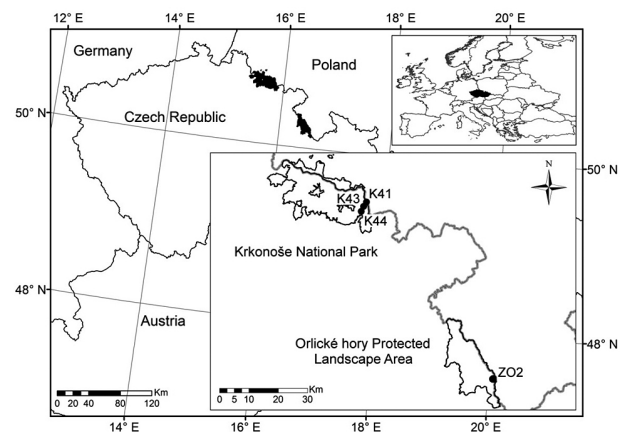 12° E
14° E
16° E
18° E
20° E
Germany
Poland
50° N
Czech Republic
50° N
N
K41
K43
K44
Krkonoše National Park
48° N
Austria
Orlické hory Protected
Landscape Area
48° N
ZO2
Km
0 20 40 80 120
Km
0 5 10 20 30
14° E
16° E
18° E
20° E